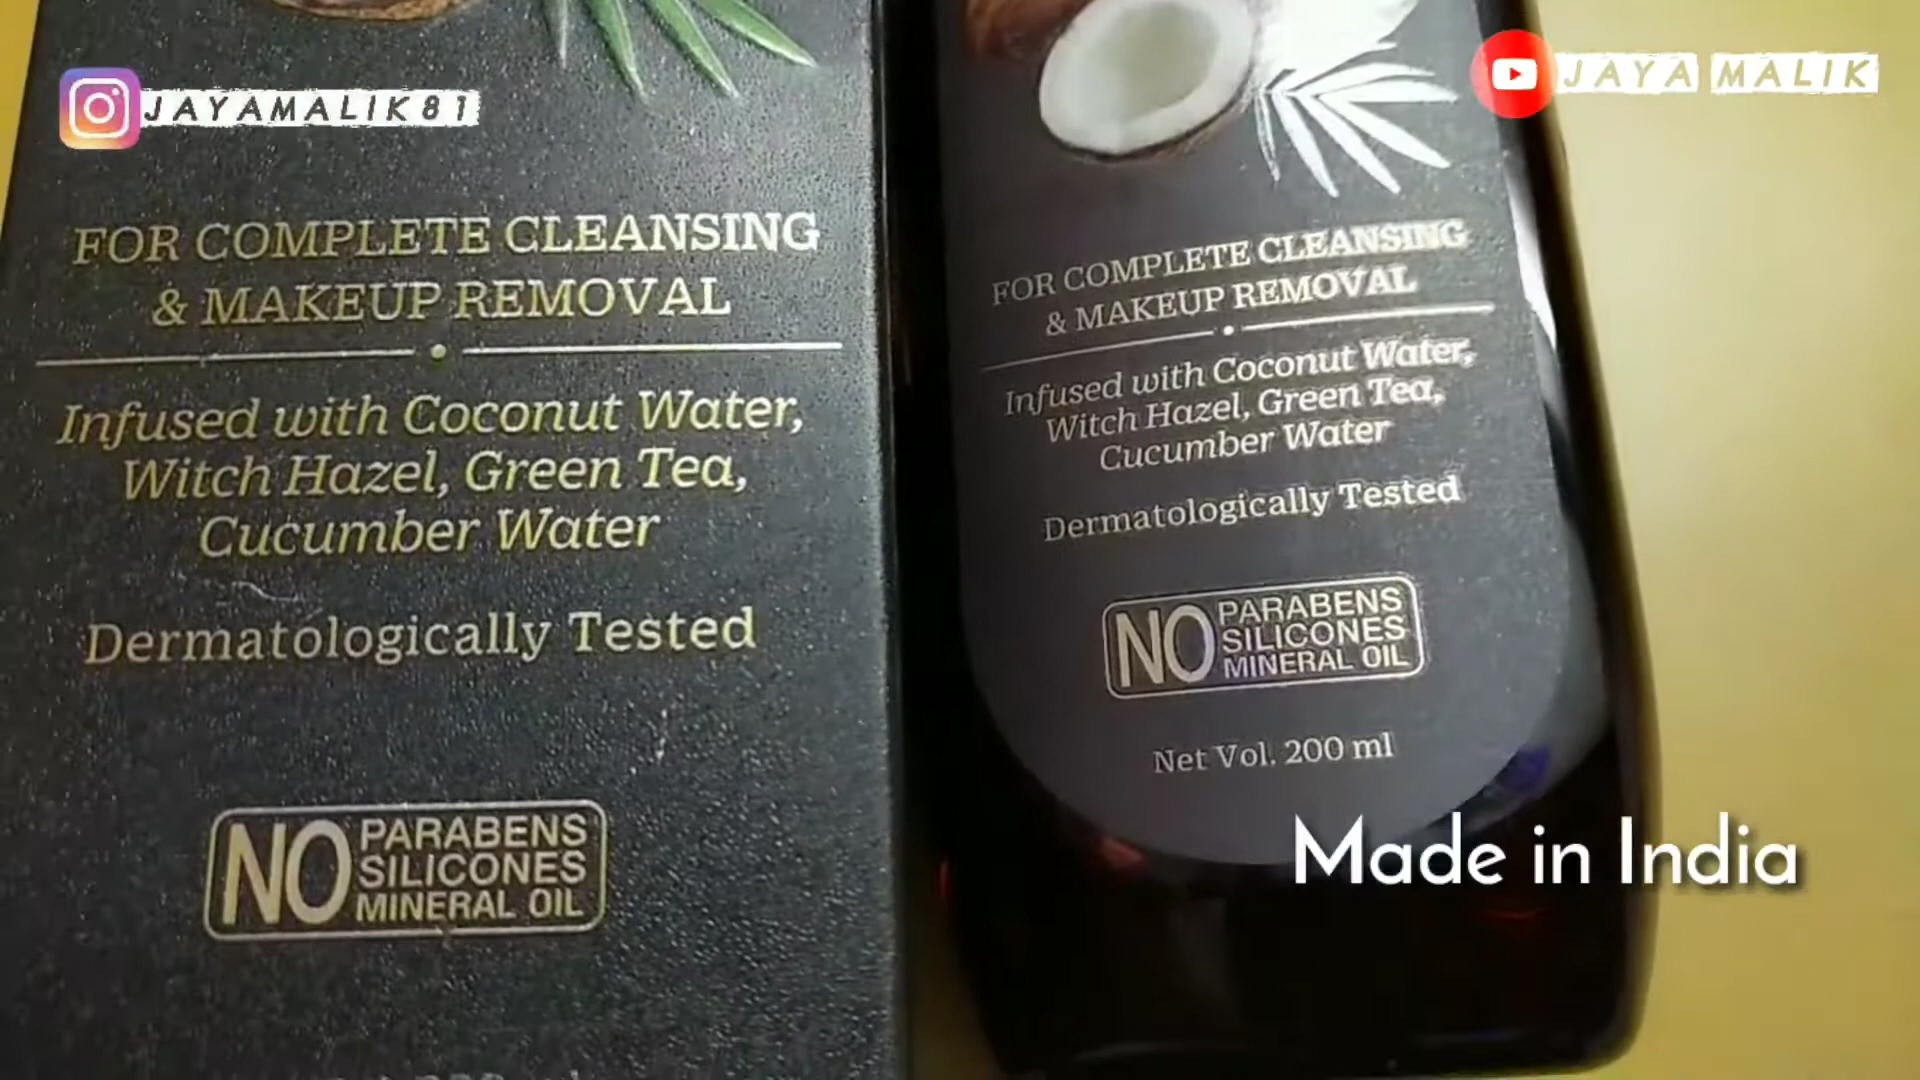 JAYAMALIK81
JAYA MALIK
FOR COMPLETE CLEANSING
& MAKEUP REMOVAL
Infused with Coconut Water,
Witch Hazel, Green Tea,
Cucumber Water
Dermatologically Tested
NO PARABENS
SILICONES
MINERAL OIL
FOR COMPLETE CLEANSING
& MAKEUP REMOVAL
Infused with Coconut Water,
Witch Hazel, Green Tea,
Cucumber Water
Dermatologically Tested
NO PARABENS
SILICONES
MINERAL OIL
Net Vol. 200 ml
Made in India